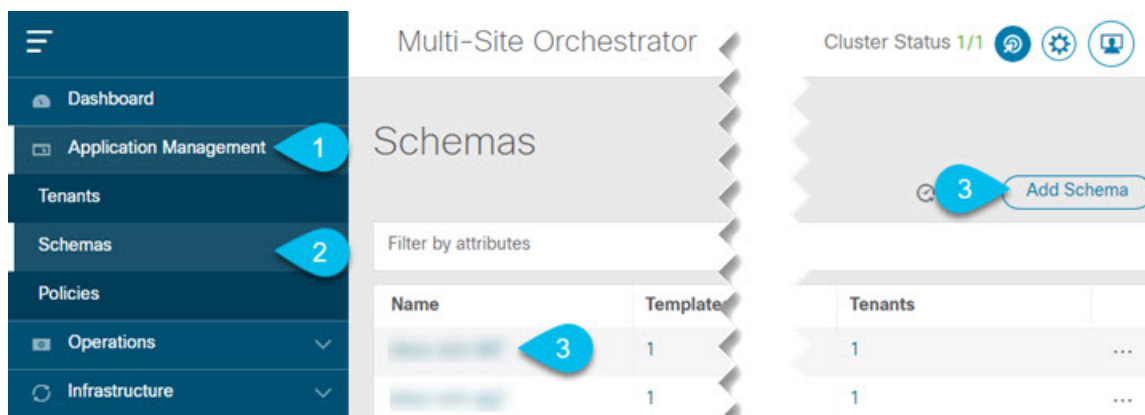 Multi-Site Orchestrator
Cluster Status 1/1
Dashboard
Application Management
1
Tenants
Schemas
2
Policies
Operations
Infrastructure
Schemas
3
Add Schema
Filter by attributes
Name
Tenants
3
1
1
...
1
1
...